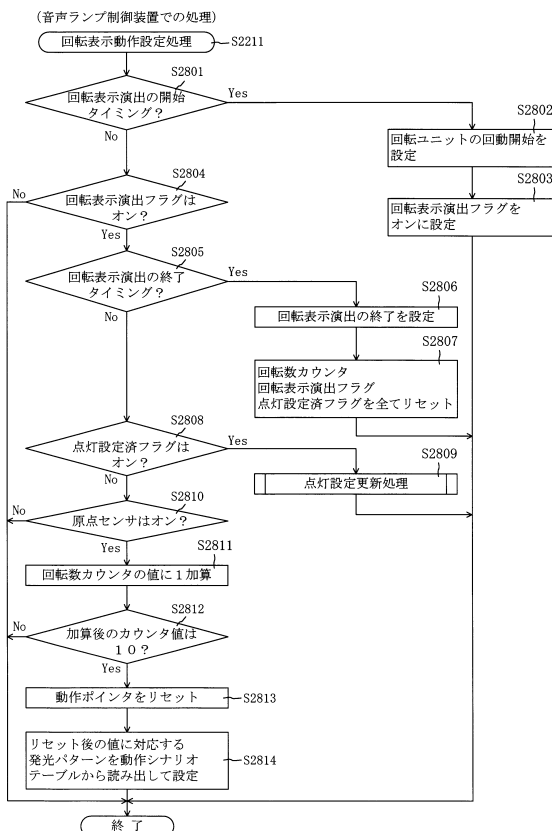 (音声ランプ制御装置での処理)
回転表示動作設定処理
S2211
S2801
回転表示演出の開始
タイミング?
Yes
No
S2802
回転ユニットの回動開始を
設定
S2803
回転表示演出フラグを
オンに設定
S2804
回転表示演出フラグは
オン?
No
Yes
S2805
回転表示演出の終了
タイミング?
Yes
No
S2806
回転表示演出の終了を設定
S2807
回転数カウンタ
回転表示演出フラグ
点灯設定済フラグを全てリセット
S2808
点灯設定済フラグは
オン?
Yes
No
S2809
点灯設定更新処理
S2810
原点センサはオン?
No
Yes
S2811
回転数カウンタの値に1加算
S2812
加算後のカウンタ値は
10?
No
Yes
動作ポインタをリセット
S2813
リセット後の値に対応する
発光パターンを動作シナリオ
テーブルから読み出して設定
S2814
終了